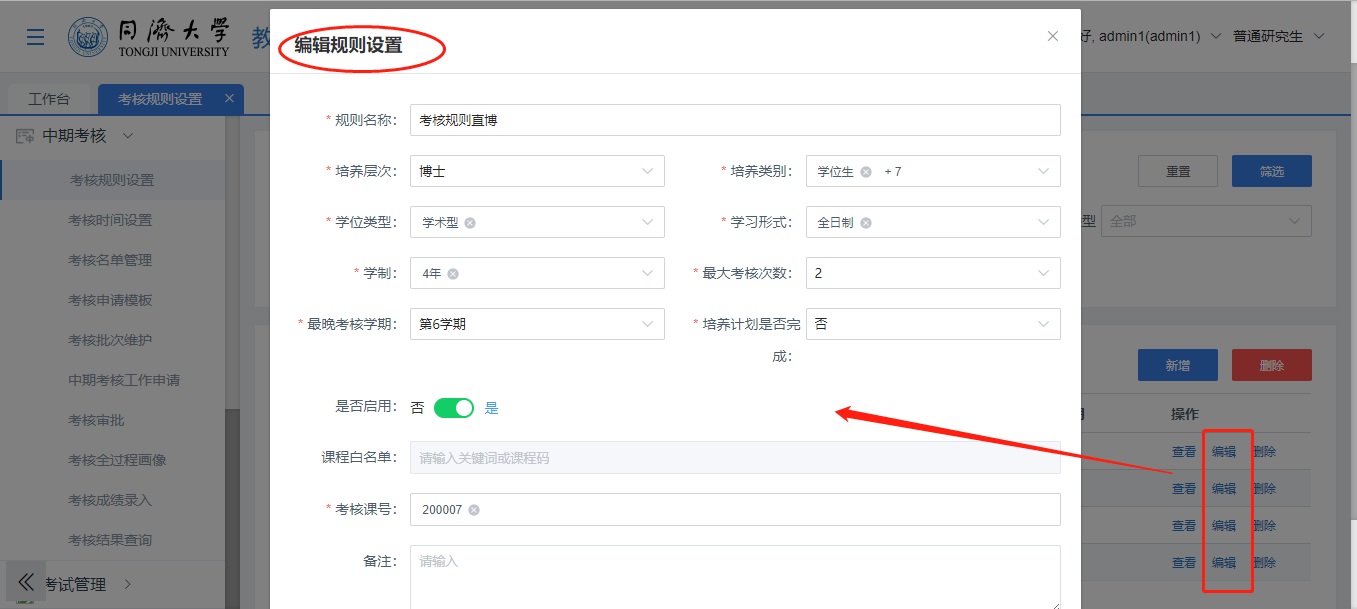 同濟大学
TONGJI UNIVERSITY
教
编辑规则设置
好, admin1(admin1)
普通研究生
工作台
考核规则设置
中期考核
考核规则设置
考核时间设置
考核名单管理
考核申请模板
考核批次维护
中期考核工作申请
考核审批
考核全过程画像
考核成绩录入
考核结果查询
考试管理
* 规则名称: 考核规则直博
* 培养层次: 博士 * 培养类别: 学位生 + 7
* 学位类型: 学术型 * 学习形式: 全日制
* 学制: 4年 * 最大考核次数: 2
* 最晚考核学期: 第6学期 * 培养计划是否完成: 否
是否启用: 否 是
课程白名单: 请输入关键词或课程码
* 考核课号: 200007
备注: 请输入
重置 筛选
型 全部
新增 删除
操作
查看 编辑 删除
查看 编辑 删除
查看 编辑 删除
查看 编辑 删除